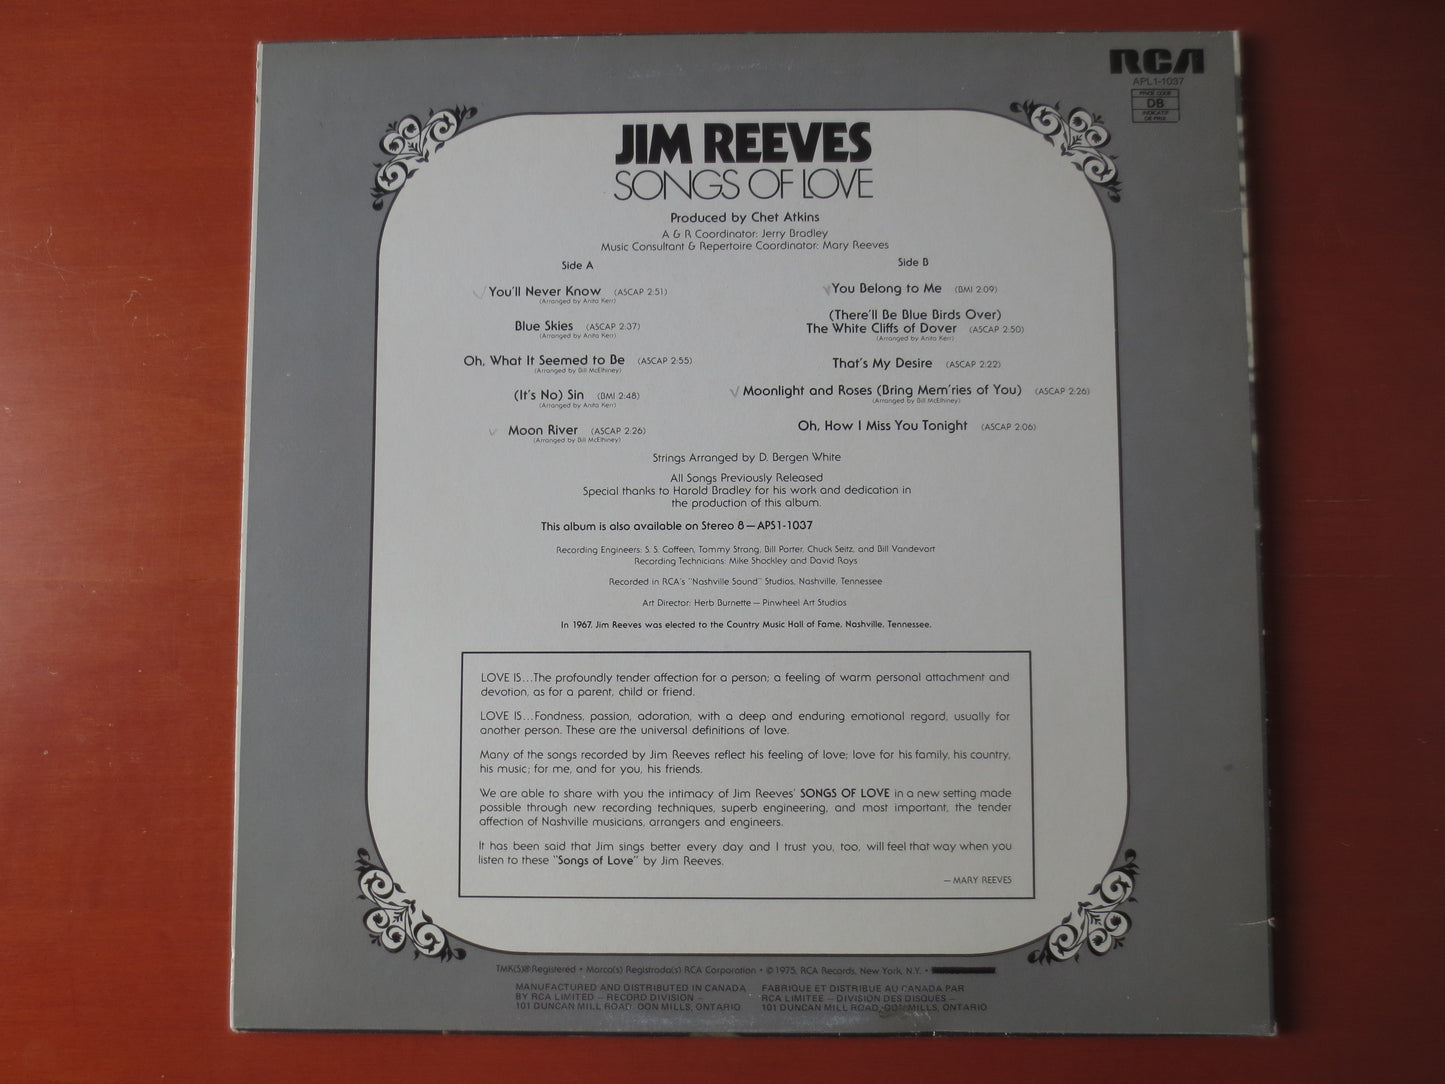 RCA
APL1-1037
PRICE CODE
DB
INDICATIF
DE PRIX
JIM REEVES
SONGS OF LOVE
Produced by Chet Atkins
A & R Coordinator: Jerry Bradley
Music Consultant & Repertoire Coordinator: Mary Reeves
Side A
You'll Never Know (ASCAP 2:51)
(Arranged by Anita Kerr)
Blue Skies (ASCAP 2:37)
(Arranged by Anita Kerr)
Oh, What It Seemed to Be (ASCAP 2:55)
(Arranged by Bill McElhiney)
(It's No) Sin (BMI 2:48)
(Arranged by Anita Kerr)
Moon River (ASCAP 2:26)
(Arranged by Bill McElhiney)
Side B
You Belong to Me (BMI 2:09)
(There'll Be Blue Birds Over)
The White Cliffs of Dover (ASCAP 2:50)
(Arranged by Anita Kerr)
That's My Desire (ASCAP 2:22)
Moonlight and Roses (Bring Mem'ries of You) (ASCAP 2:26)
(Arranged by Bill McElhiney)
Oh, How I Miss You Tonight (ASCAP 2:06)
Strings Arranged by D. Bergen White
All Songs Previously Released
Special thanks to Harold Bradley for his work and dedication in
the production of this album.
This album is also available on Stereo 8—APS1-1037
Recording Engineers: S. S. Coffeen, Tommy Strong, Bill Porter, Chuck Seitz, and Bill Vandevort
Recording Technicians: Mike Shockley and David Roys
Recorded in RCA's "Nashville Sound" Studios, Nashville, Tennessee
Art Director: Herb Burnette — Pinwheel Art Studios
In 1967, Jim Reeves was elected to the Country Music Hall of Fame, Nashville, Tennessee.
LOVE IS...The profoundly tender affection for a person; a feeling of warm personal attachment and
devotion, as for a parent, child or friend.
LOVE IS...Fondness, passion, adoration, with a deep and enduring emotional regard, usually for
another person. These are the universal definitions of love.
Many of the songs recorded by Jim Reeves reflect his feeling of love; love for his family, his country,
his music; for me, and for you, his friends.
We are able to share with you the intimacy of Jim Reeves' SONGS OF LOVE in a new setting made
possible through new recording techniques, superb engineering, and most important, the tender
affection of Nashville musicians, arrangers and engineers.
It has been said that Jim sings better every day and I trust you, too, will feel that way when you
listen to these "Songs of Love" by Jim Reeves.
— MARY REEVES
TMK(S)® Registered • Marca(s) Registrada(s) RCA Corporation • © 1975, RCA Records, New York, N.Y. •
MANUFACTURED AND DISTRIBUTED IN CANADA
BY RCA LIMITED — RECORD DIVISION —
101 DUNCAN MILL ROAD, DON MILLS, ONTARIO
FABRIQUE ET DISTRIBUE AU CANADA PAR
RCA LIMITEE — DIVISION DES DISQUES —
101 DUNCAN MILL ROAD, DON MILLS, ONTARIO